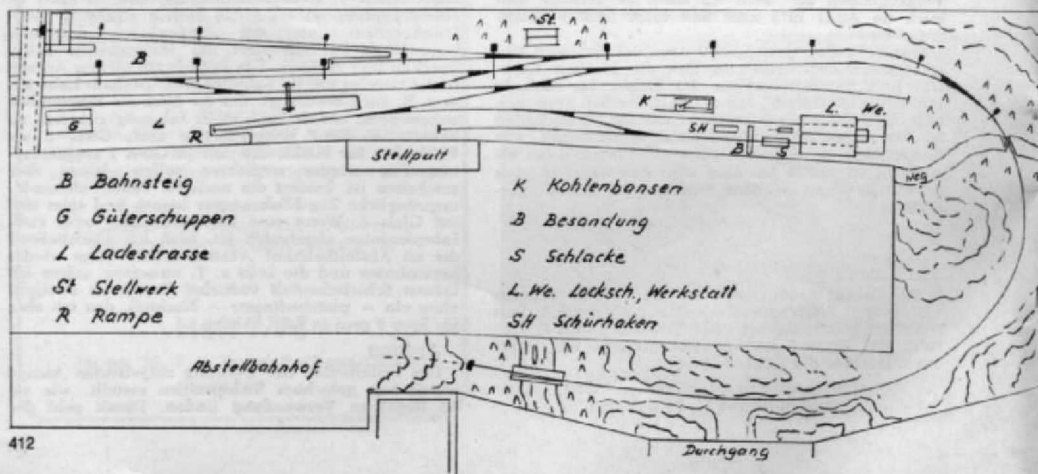 St.
B
K
L. We.
G
L
R
SH
B
S
Stellpult
Weg
B Bahnsteig
G Güterschuppen
L Ladestrasse
St Stellwerk
R Rampe
K Kohlenbansen
B Besandung
S Schlacke
L. We. Locksch., Werkstatt
SH Schürhaken
Abstellbahnhof
Durchgang
412